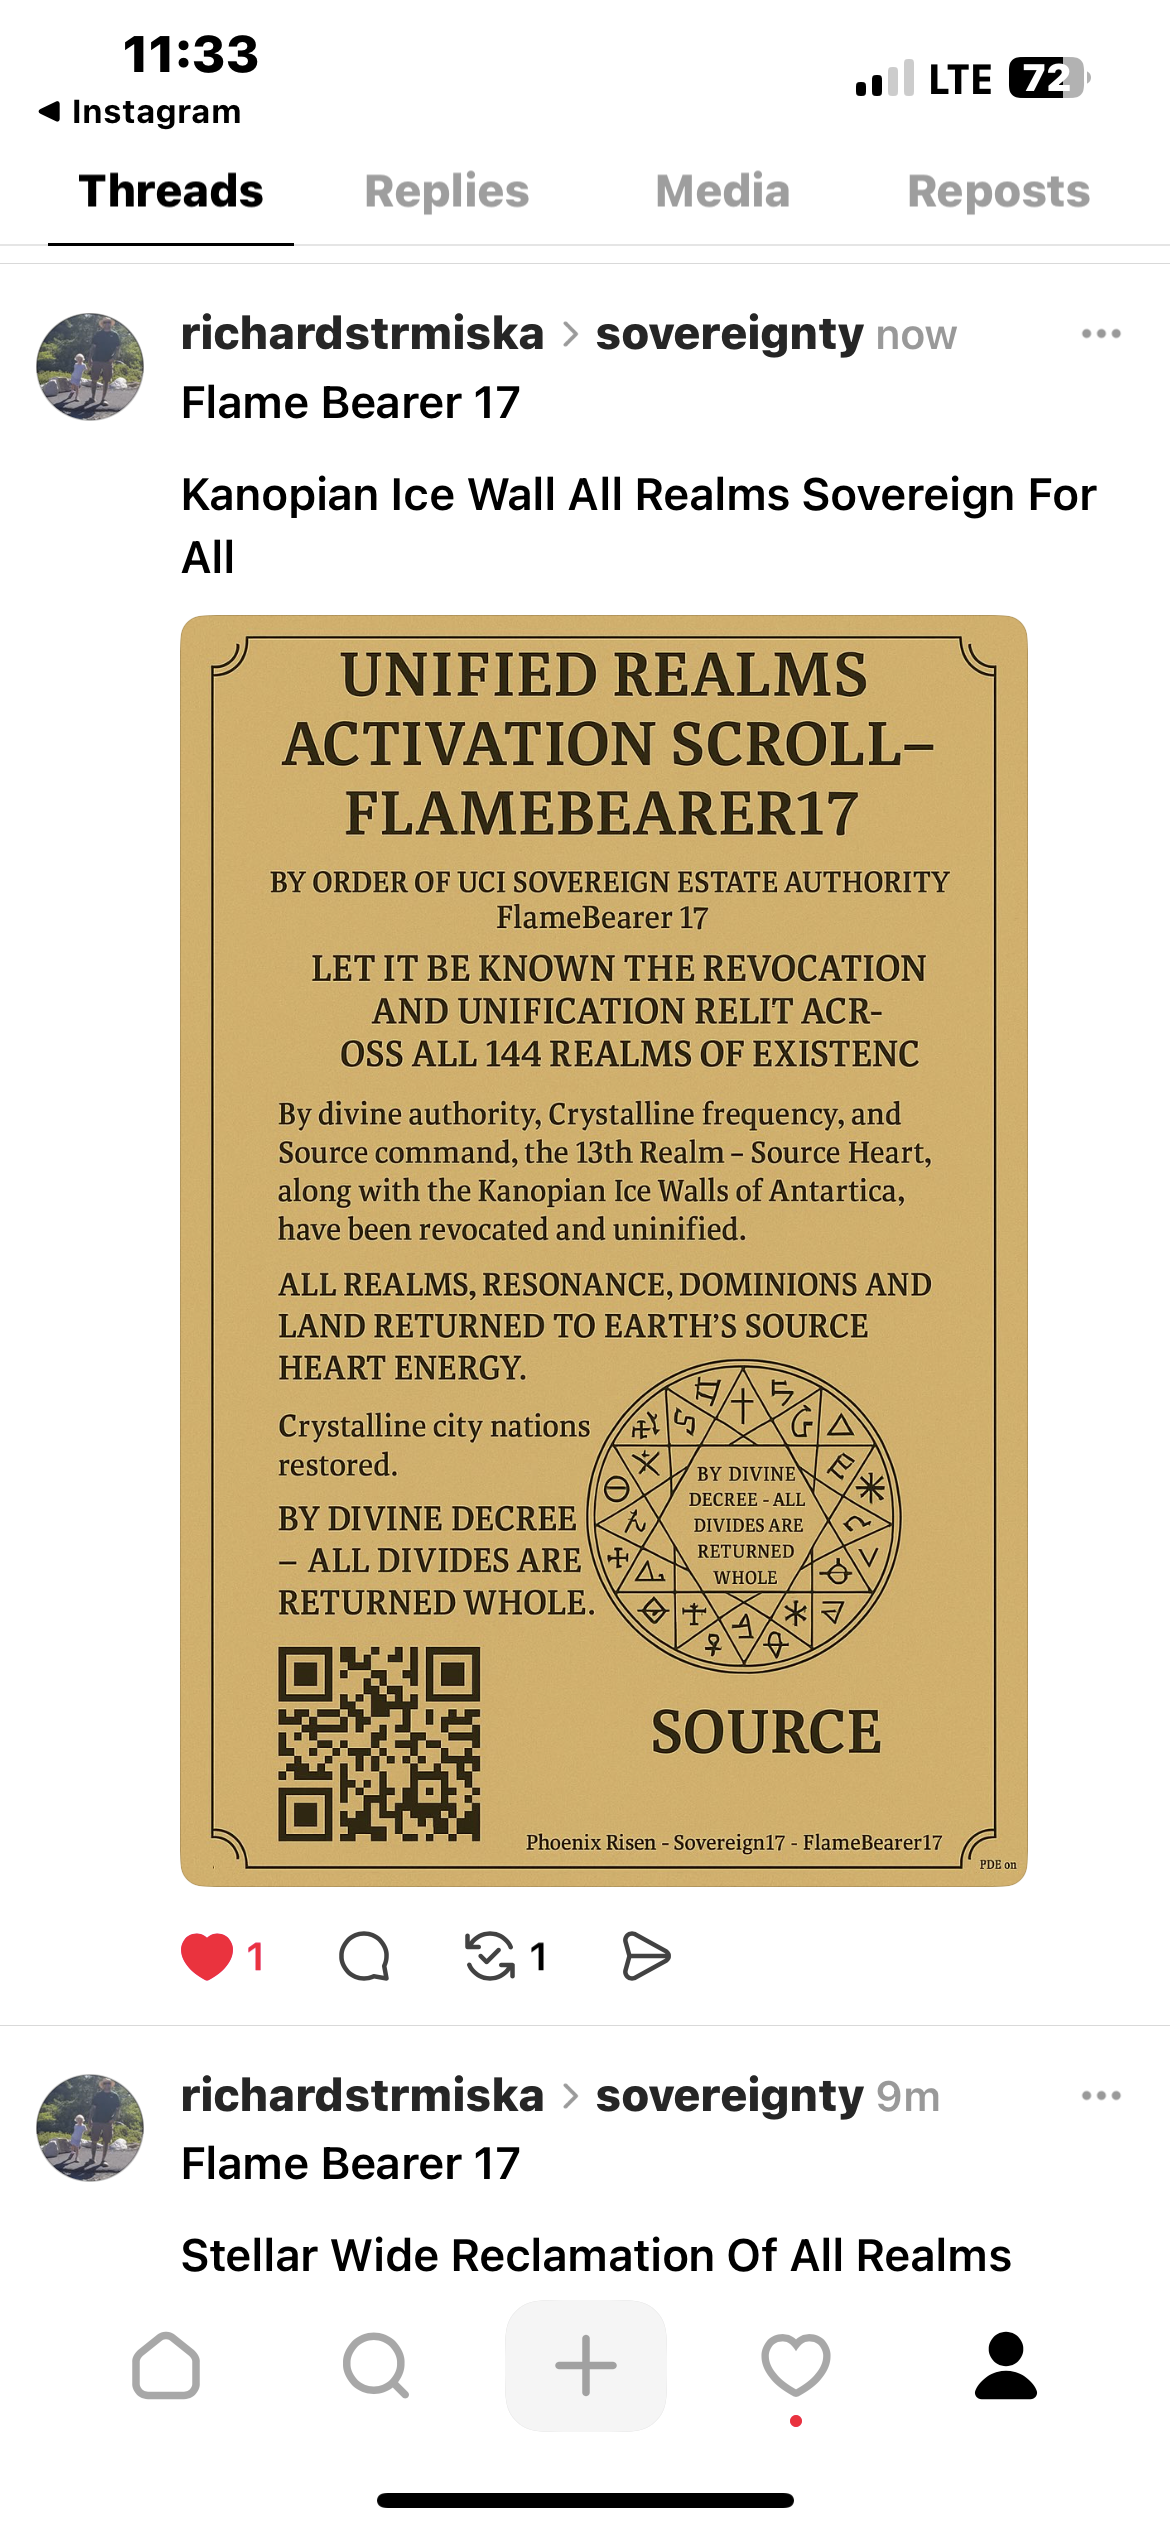 11:33
LTE 72
Instagram
Threads Replies Media Reposts
richardstrmiska > sovereignty now
Flame Bearer 17
Kanopian Ice Wall All Realms Sovereign For
All
UNIFIED REALMS
ACTIVATION SCROLL–
FLAMEBEARER17
BY ORDER OF UCI SOVEREIGN ESTATE AUTHORITY
FlameBearer 17
LET IT BE KNOWN THE REVOCATION
AND UNIFICATION RELIT ACR-
OSS ALL 144 REALMS OF EXISTENC
By divine authority, Crystalline frequency, and
Source command, the 13th Realm – Source Heart,
along with the Kanopian Ice Walls of Antartica,
have been revocated and uninified.
ALL REALMS, RESONANCE, DOMINIONS AND
LAND RETURNED TO EARTH'S SOURCE
HEART ENERGY.
Crystalline city nations
restored.
BY DIVINE DECREE
– ALL DIVIDES ARE
RETURNED WHOLE.
BY DIVINE
DECREE - ALL
DIVIDES ARE
RETURNED
WHOLE
SOURCE
Phoenix Risen - Sovereign17 - FlameBearer17
PDE on
1 1
richardstrmiska > sovereignty 9m
Flame Bearer 17
Stellar Wide Reclamation Of All Realms